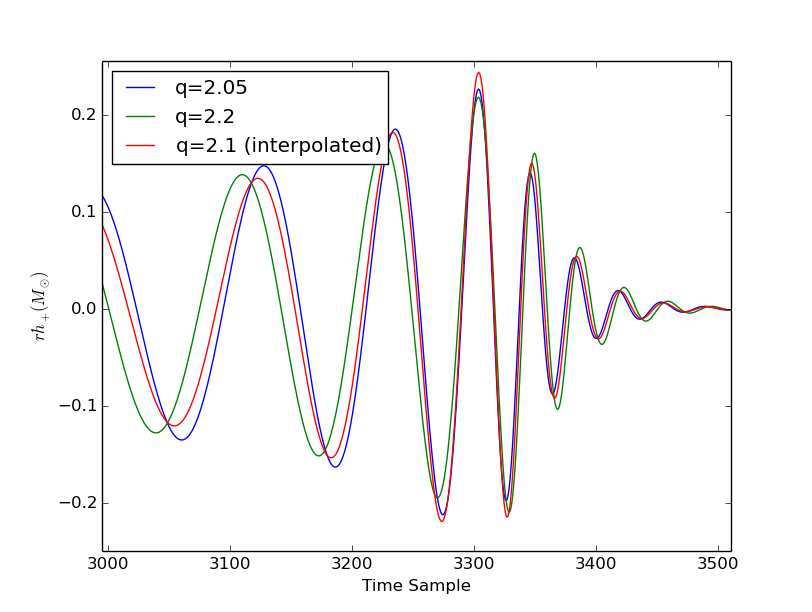 q=2.05
q=2.2
q=2.1 (interpolated)
0.2
0.1
0.0
−0.1
−0.2
rh₊(M☉)
3000 3100 3200 3300 3400 3500
Time Sample